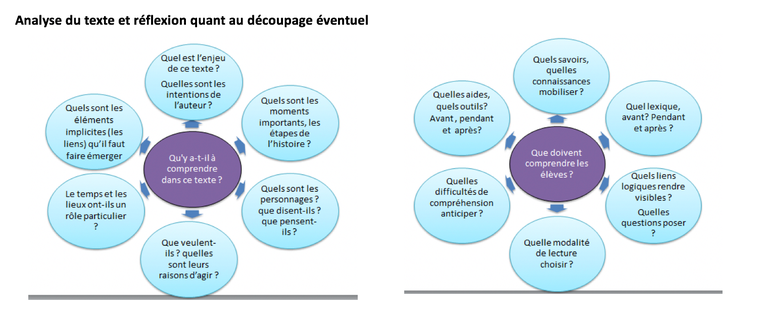 Analyse du texte et réflexion quant au découpage éventuel
Quel est l'enjeu
de ce texte ?
Quelles sont les
intentions de
l'auteur ?
Quels sont les
moments
importants, les
étapes de
l'histoire ?
Quels sont les
personnages ?
que disent-ils ?
que pensent-
ils ?
Que veulent-
ils ? quelles
sont leurs
raisons d'agir ?
Le temps et les
lieux ont-ils un
rôle particulier
?
Quels sont les
éléments
implicites (les
liens) qu'il faut
faire émerger
Qu'y a-t-il à
comprendre
dans ce texte ?
Quels savoirs,
quelles
connaissances
mobiliser ?
Quel lexique,
avant? Pendant
et après ?
Quels liens
logiques rendre
visibles ?
Quelles
questions poser
?
Quelle modalité
de lecture
choisir ?
Quelles
difficultés de
compréhension
anticiper ?
Quelles aides,
quels outils?
Avant, pendant
et après?
Que doivent
comprendre les
élèves ?